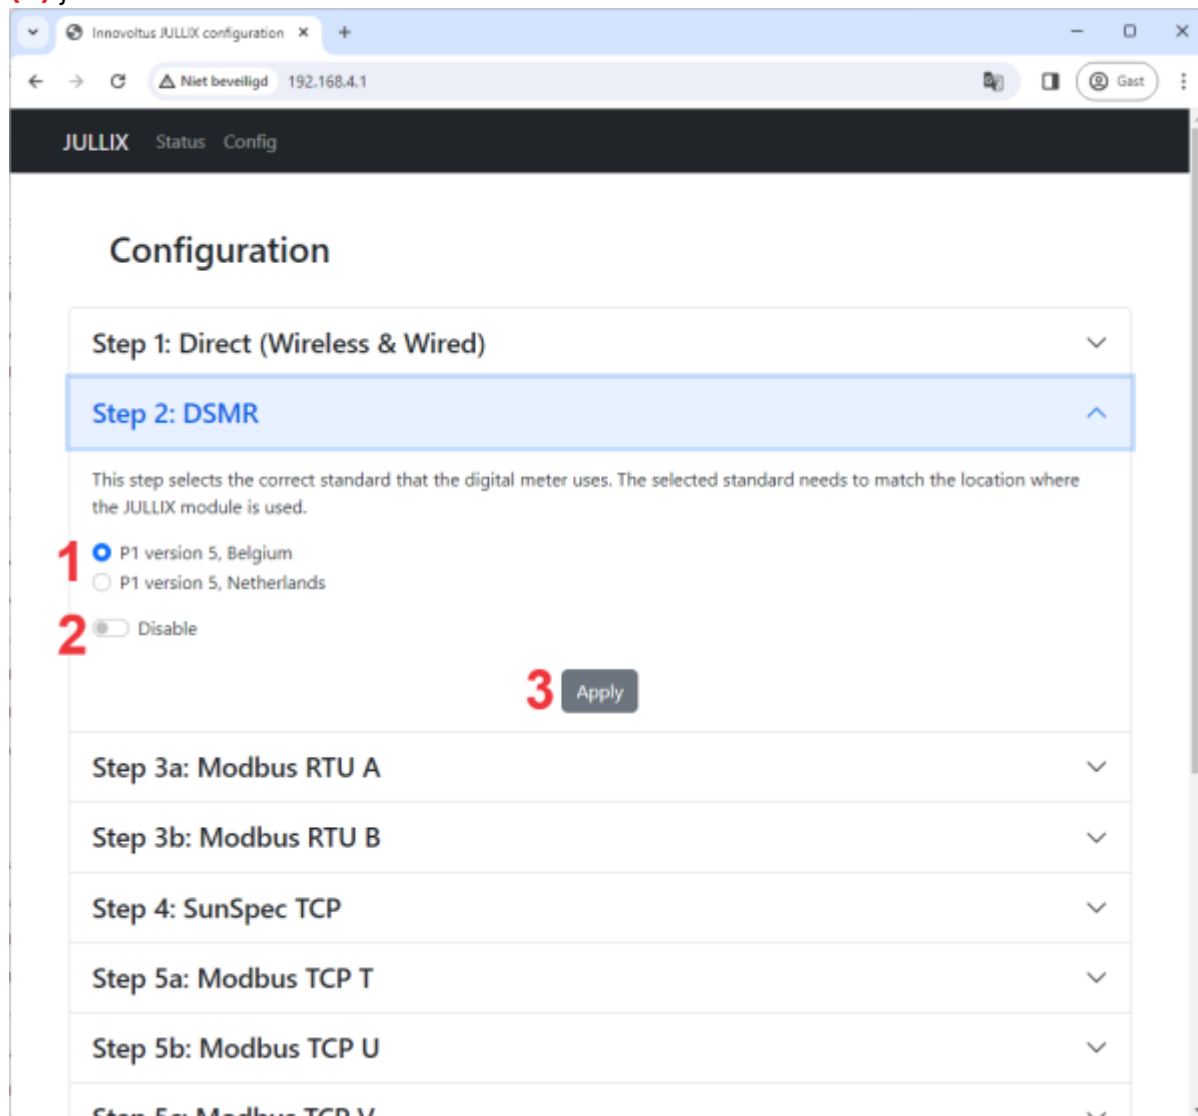 Innovoltus JULLIX configuration
Niet beveiligd 192.168.4.1 Gast
JULLIX Status Config
Configuration
Step 1: Direct (Wireless & Wired)
Step 2: DSMR
This step selects the correct standard that the digital meter uses. The selected standard needs to match the location where
the JULLIX module is used.
1 P1 version 5, Belgium
P1 version 5, Netherlands
2 Disable
3 Apply
Step 3a: Modbus RTU A
Step 3b: Modbus RTU B
Step 4: SunSpec TCP
Step 5a: Modbus TCP T
Step 5b: Modbus TCP U
Step 5c: Modbus TCP V